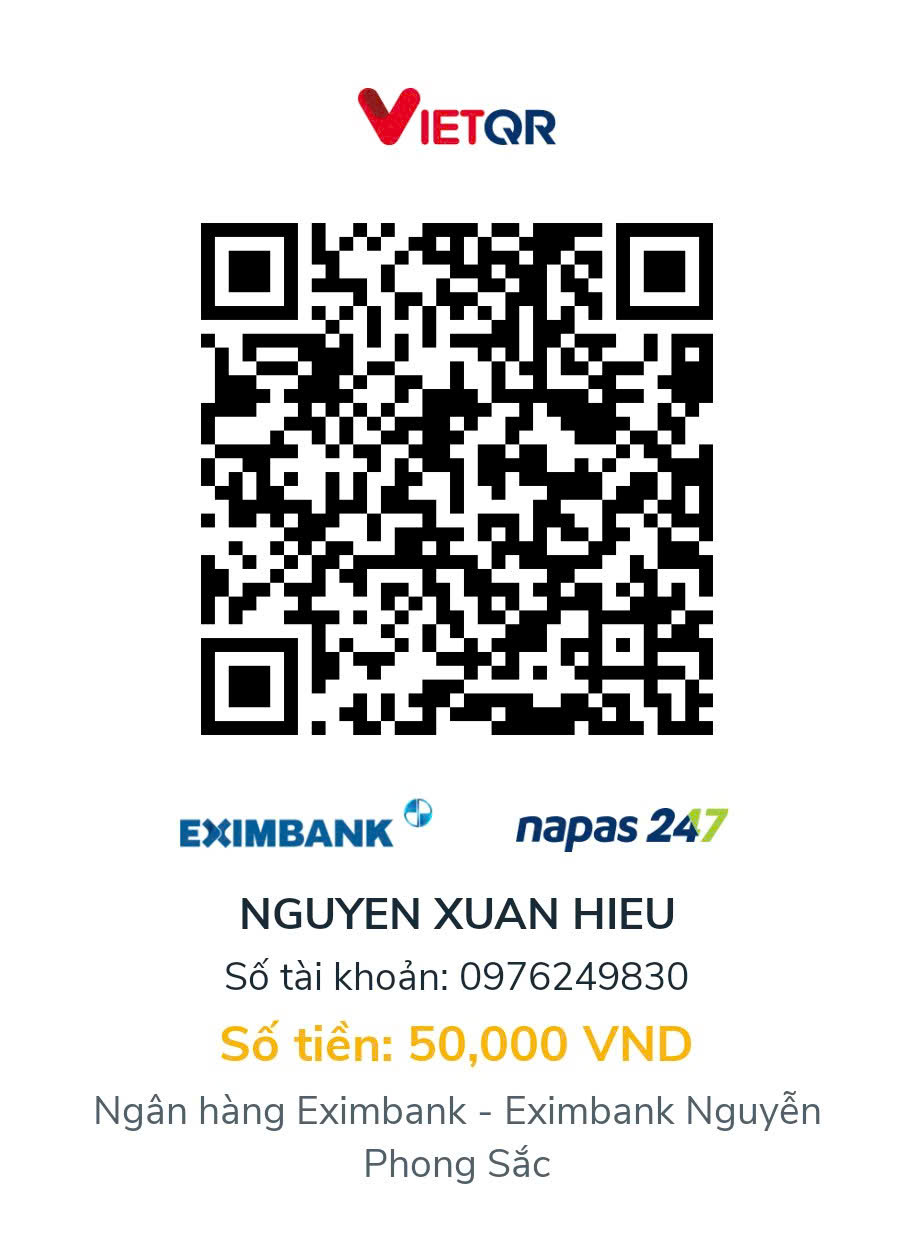 VIETQR
EXIMBANK
napas 247
NGUYEN XUAN HIEU
Số tài khoản: 0976249830
Số tiền: 50,000 VND
Ngân hàng Eximbank - Eximbank Nguyễn
Phong Sắc